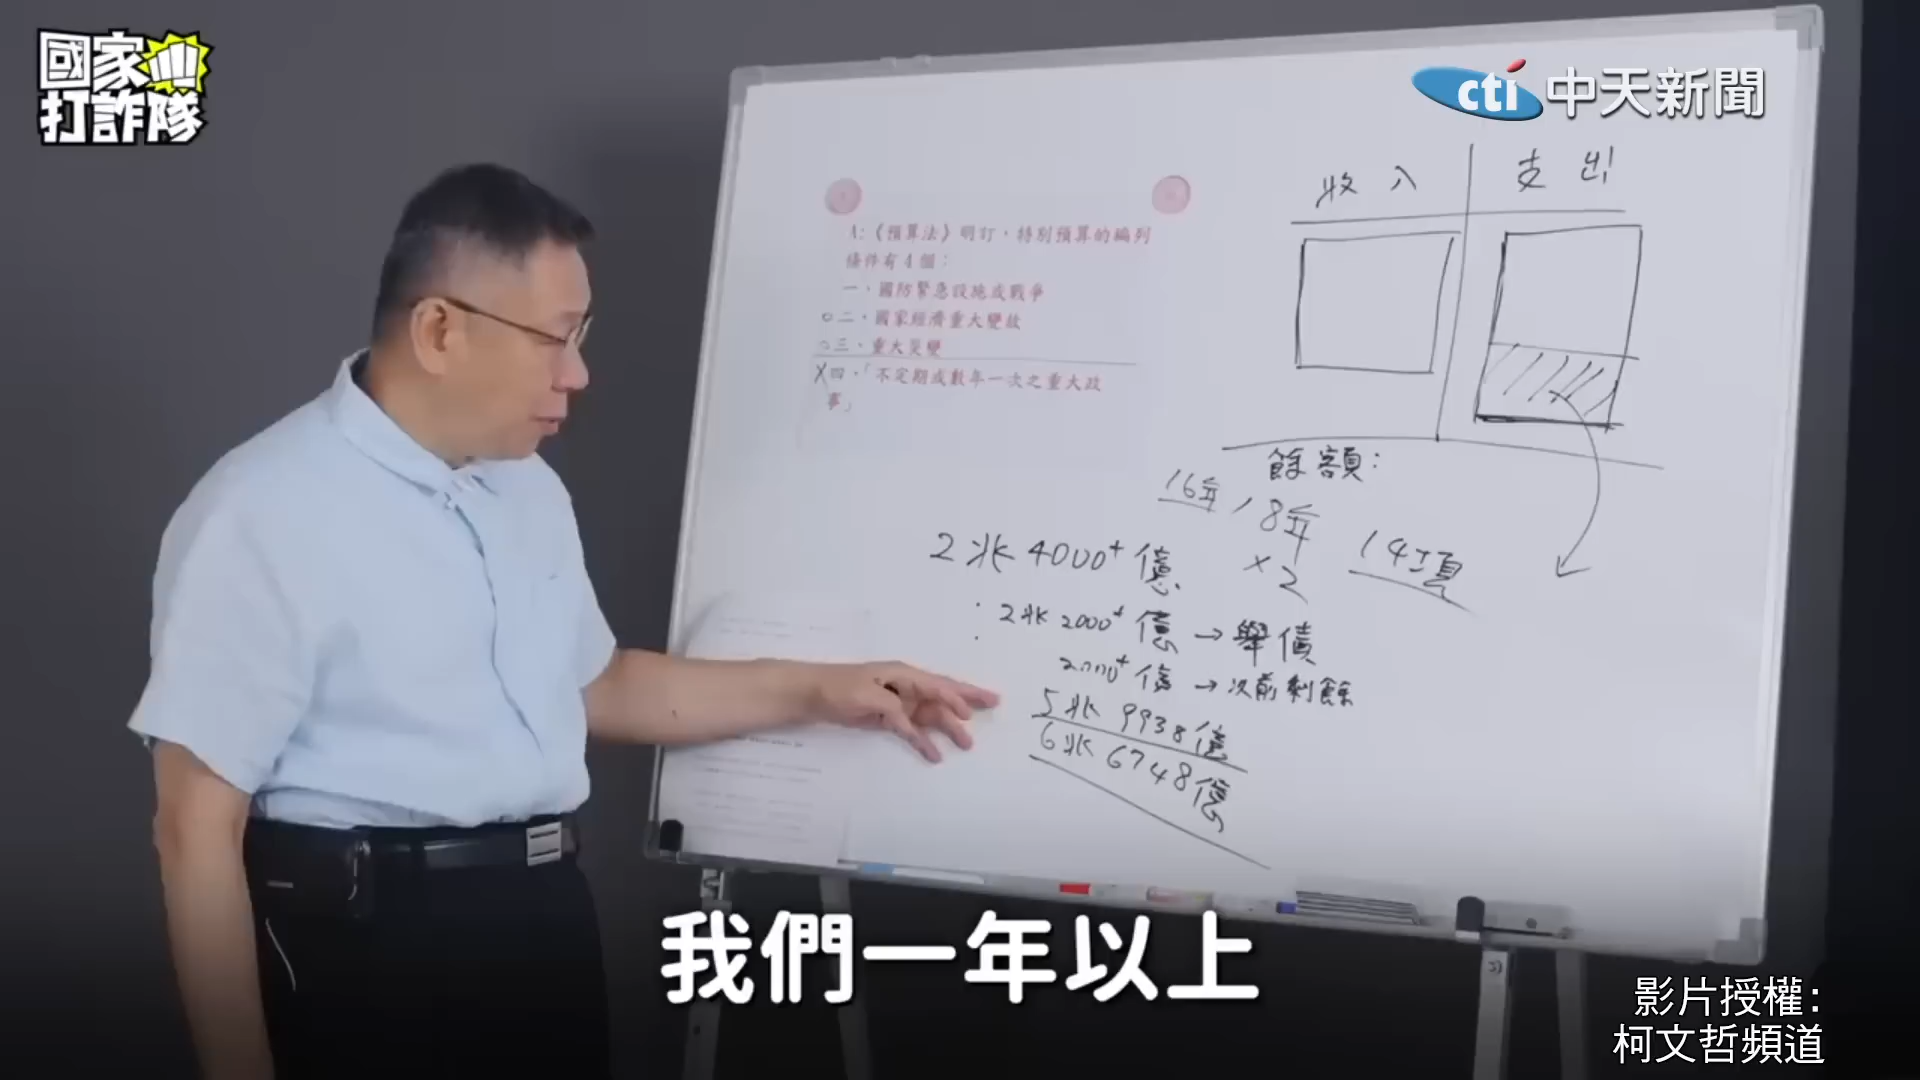 國家
打詐隊
cti 中天新聞
A:《預算法》明訂,特別預算的編列
條件有4個:
一、國防緊急設施或戰爭
二、國家經濟重大變故
三、重大災變
X四、「不定期或數年一次之重大政
事」
收入 支出
餘額:
16年 / 8年 14項
×2
2兆4000+億
2兆2000+億→舉債
2000+億→次前剩餘
5兆9938億
6兆6748億
我們一年以上
影片授權:
柯文哲頻道